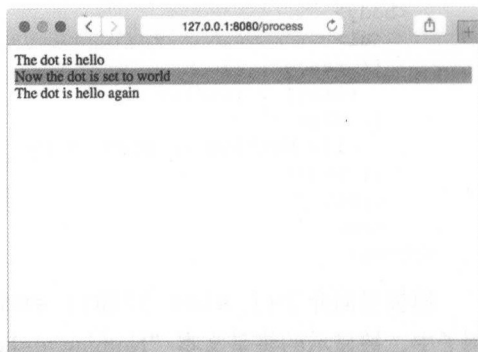 127.0.0.1:8080/process
The dot is hello
Now the dot is set to world
The dot is hello again